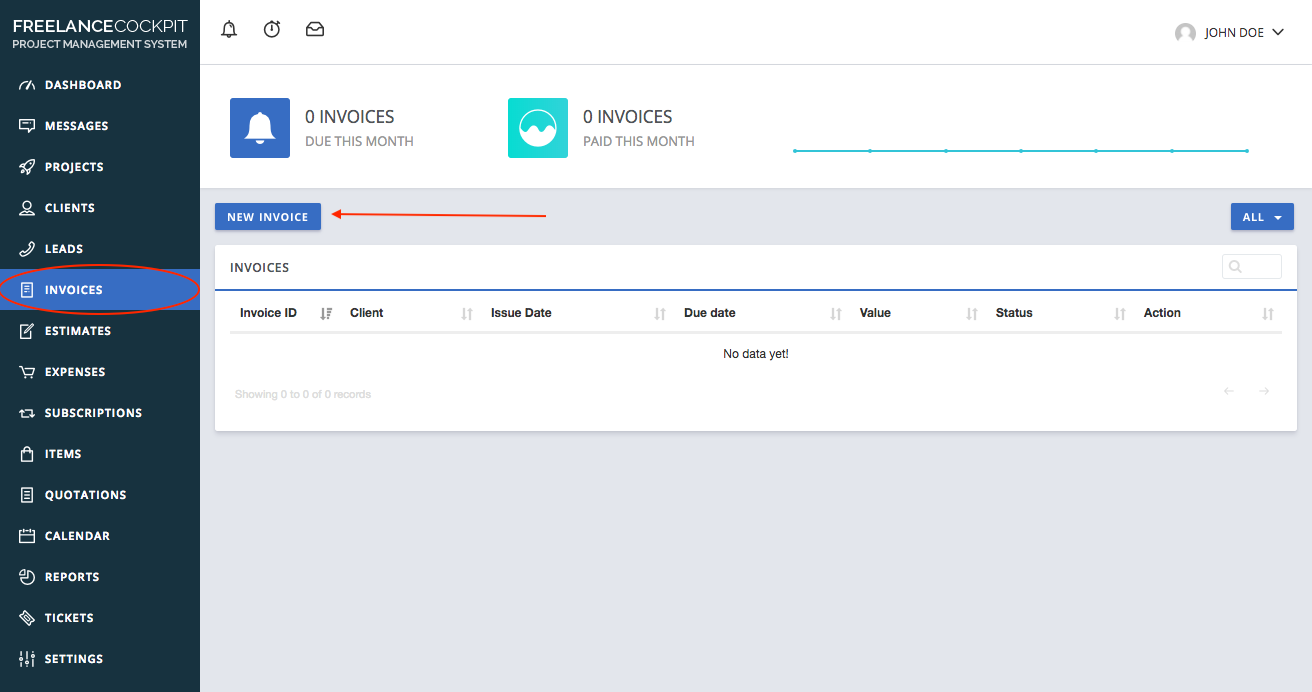 FREELANCECOCKPIT
PROJECT MANAGEMENT SYSTEM
DASHBOARD
MESSAGES
PROJECTS
CLIENTS
LEADS
INVOICES
ESTIMATES
EXPENSES
SUBSCRIPTIONS
ITEMS
QUOTATIONS
CALENDAR
REPORTS
TICKETS
SETTINGS
JOHN DOE
0 INVOICES
DUE THIS MONTH
0 INVOICES
PAID THIS MONTH
NEW INVOICE
ALL
INVOICES
Invoice ID Client Issue Date Due date Value Status Action
No data yet!
Showing 0 to 0 of 0 records